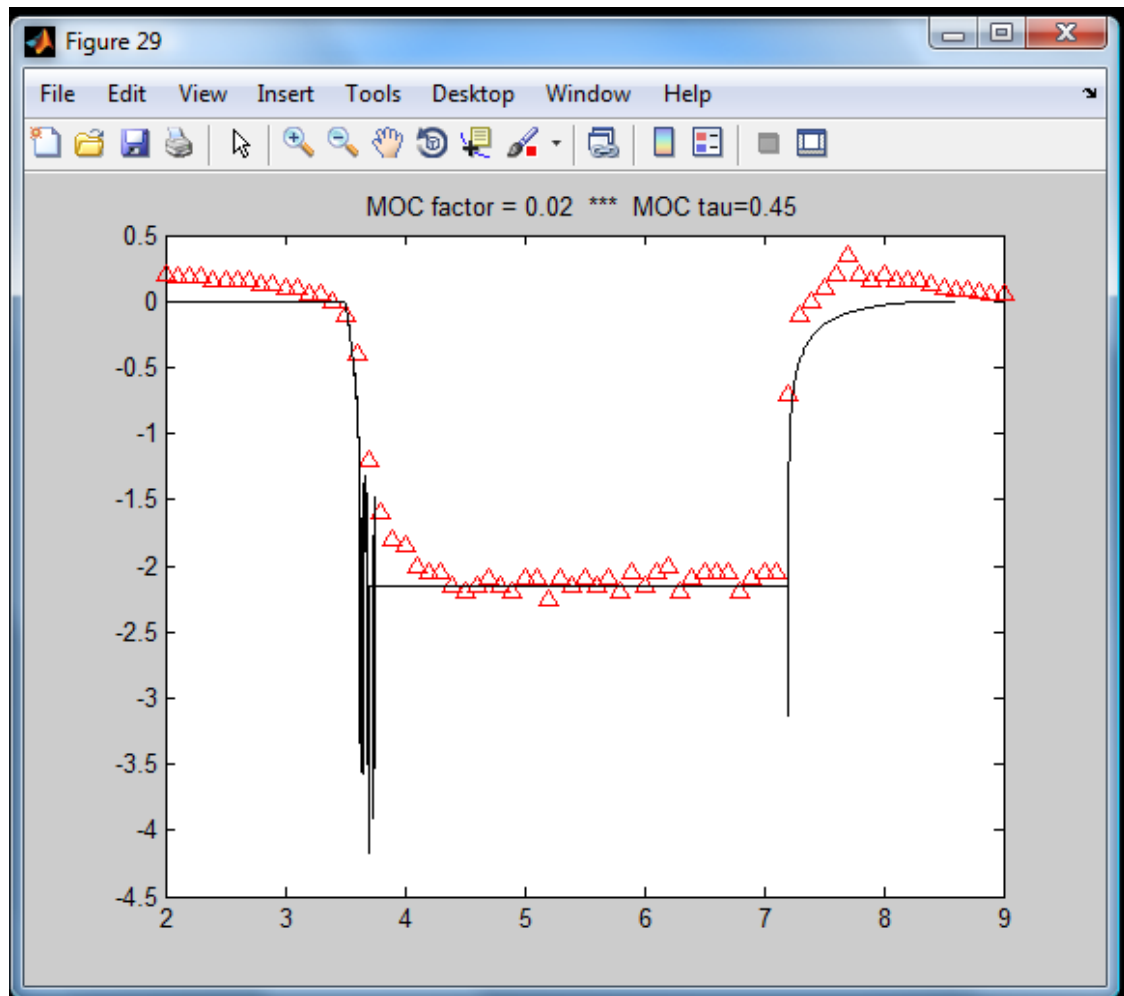 Figure 29
File Edit View Insert Tools Desktop Window Help
MOC factor = 0.02 *** MOC tau=0.45
0.5
0
-0.5
-1
-1.5
-2
-2.5
-3
-3.5
-4
-4.5
2 3 4 5 6 7 8 9